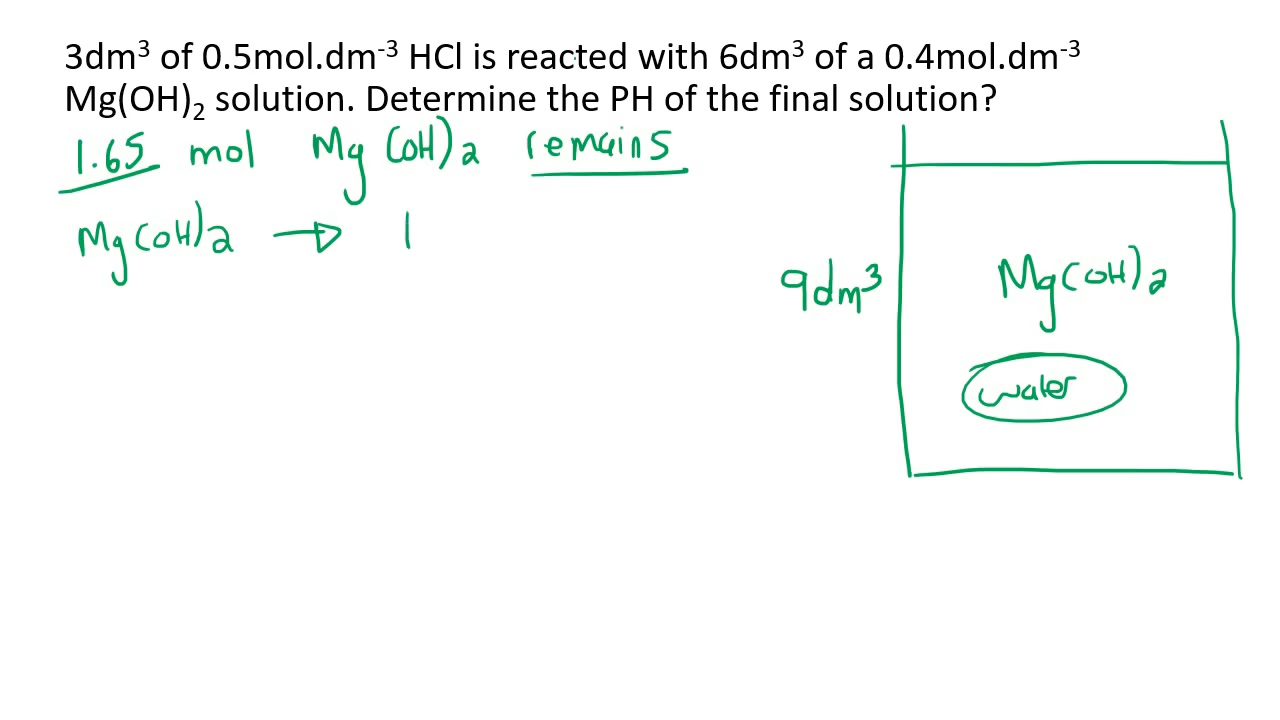 3dm³ of 0.5mol.dm⁻³ HCl is reacted with 6dm³ of a 0.4mol.dm⁻³
Mg(OH)₂ solution. Determine the PH of the final solution?
1.65 mol Mg(OH)₂ remains
Mg(OH)₂ → 1
9dm³
Mg(OH)₂
water